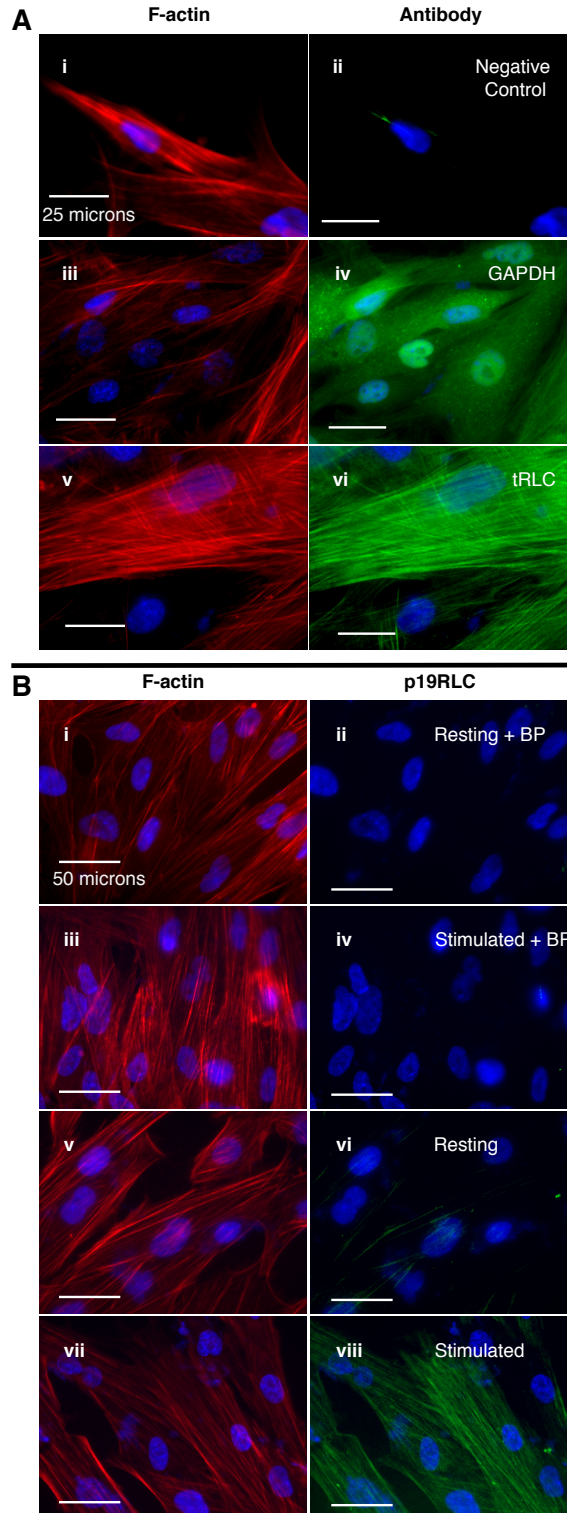 A
F-actin
Antibody
i
25 microns
ii
Negative
Control
iii
iv
GAPDH
v
vi
tRLC
B
F-actin
p19RLC
i
50 microns
ii
Resting + BP
iii
iv
Stimulated + BP
v
vi
Resting
vii
viii
Stimulated